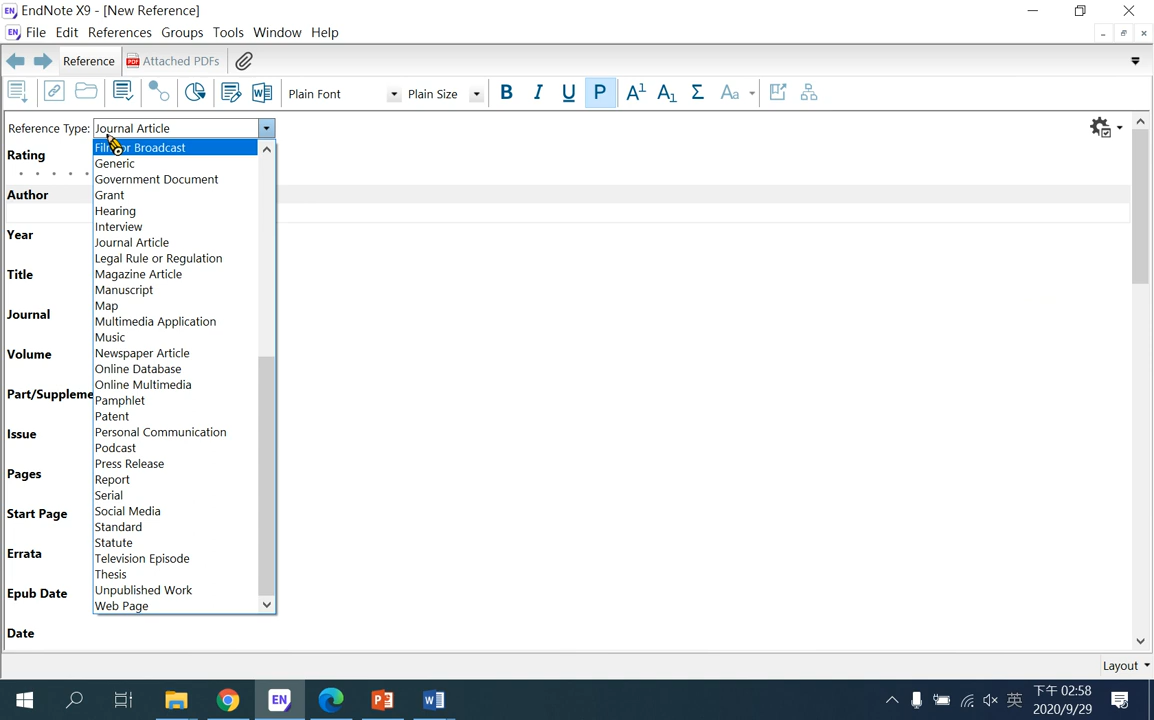 EndNote X9 - [New Reference]
File Edit References Groups Tools Window Help
Reference Attached PDFs
Plain Font Plain Size B I U P A¹ A₁ Σ Aa
Reference Type: Journal Article
Rating
Author
Year
Title
Journal
Volume
Part/Suppleme
Issue
Pages
Start Page
Errata
Epub Date
Date
Generic
Government Document
Grant
Hearing
Interview
Journal Article
Legal Rule or Regulation
Magazine Article
Manuscript
Map
Multimedia Application
Music
Newspaper Article
Online Database
Online Multimedia
Pamphlet
Patent
Personal Communication
Podcast
Press Release
Report
Serial
Social Media
Standard
Statute
Television Episode
Thesis
Unpublished Work
Web Page
Broadcast
Layout
英
下午 02:58
2020/9/29